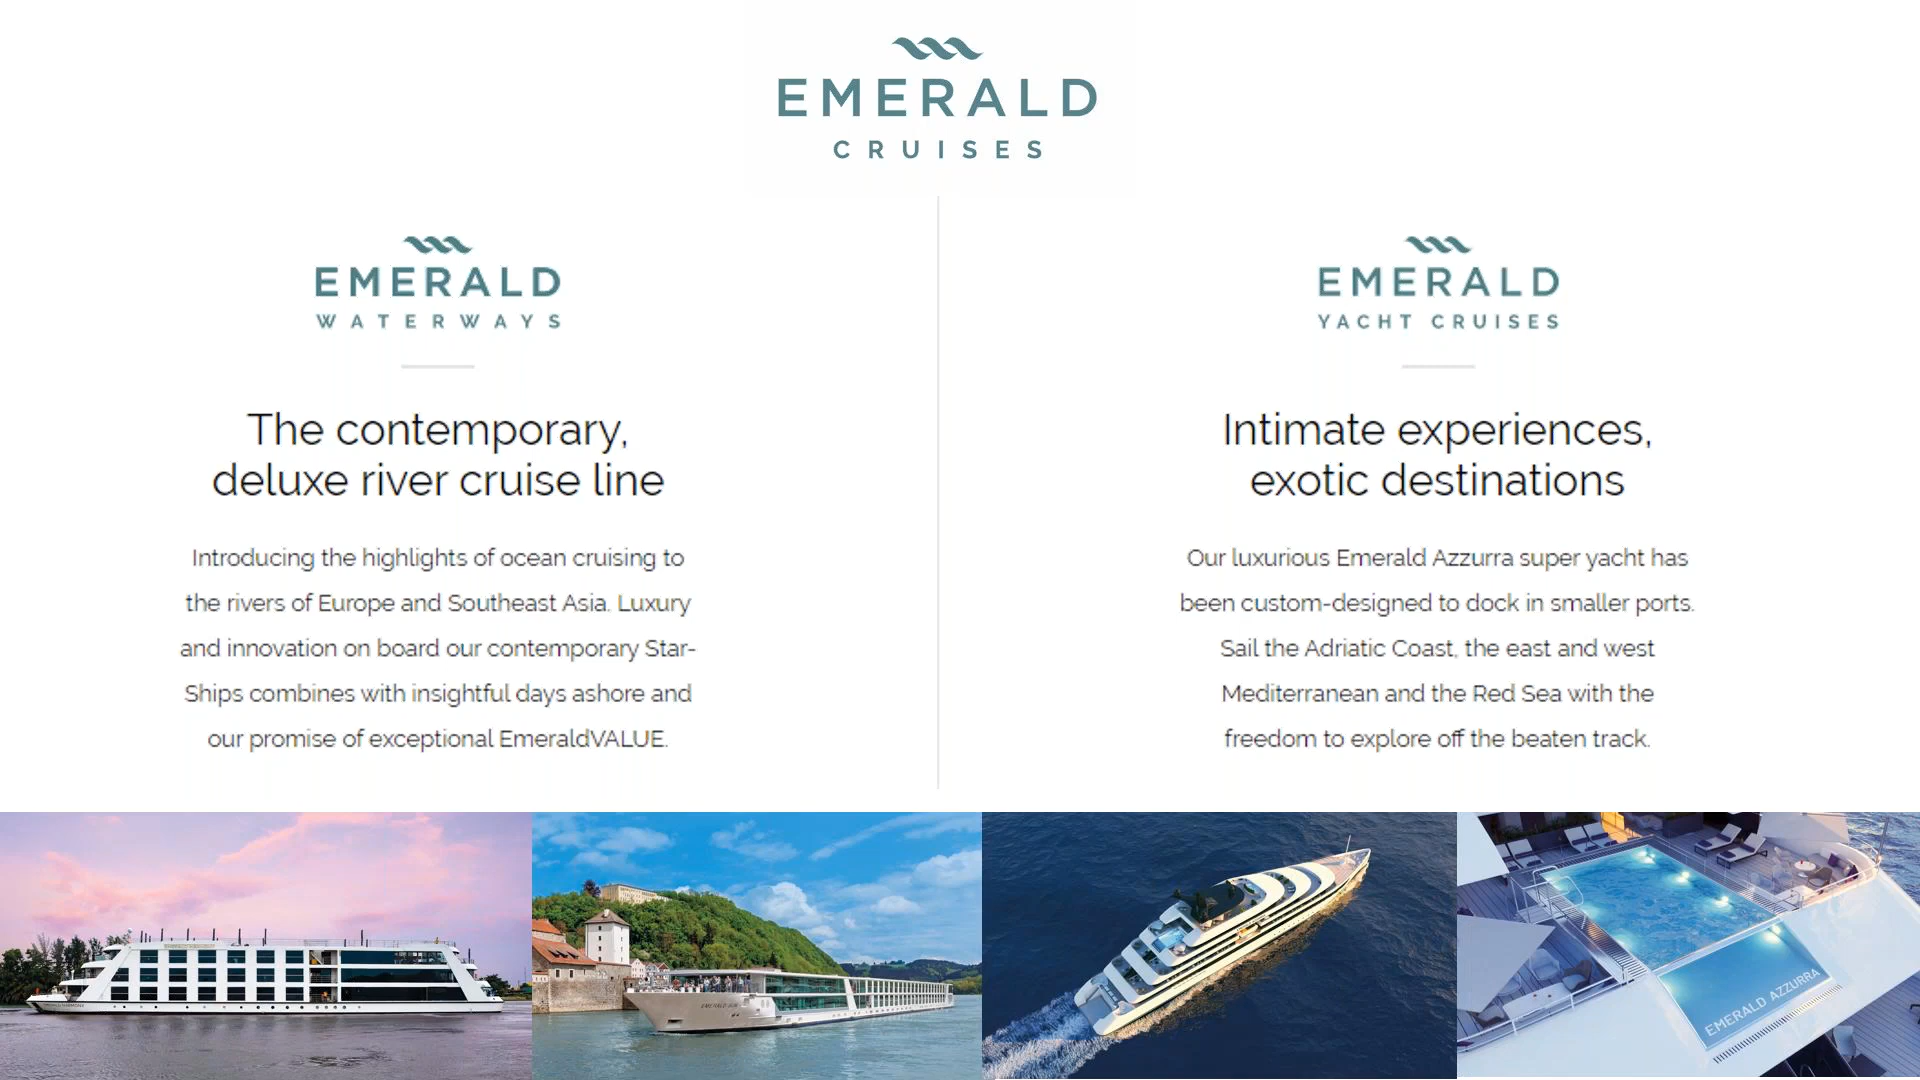 EMERALD
CRUISES
EMERALD
WATERWAYS
The contemporary,
deluxe river cruise line
Introducing the highlights of ocean cruising to
the rivers of Europe and Southeast Asia. Luxury
and innovation on board our contemporary Star-
Ships combines with insightful days ashore and
our promise of exceptional EmeraldVALUE.
EMERALD
YACHT CRUISES
Intimate experiences,
exotic destinations
Our luxurious Emerald Azzurra super yacht has
been custom-designed to dock in smaller ports.
Sail the Adriatic Coast, the east and west
Mediterranean and the Red Sea with the
freedom to explore off the beaten track.
EMERALD
EMERALD AZZURRA